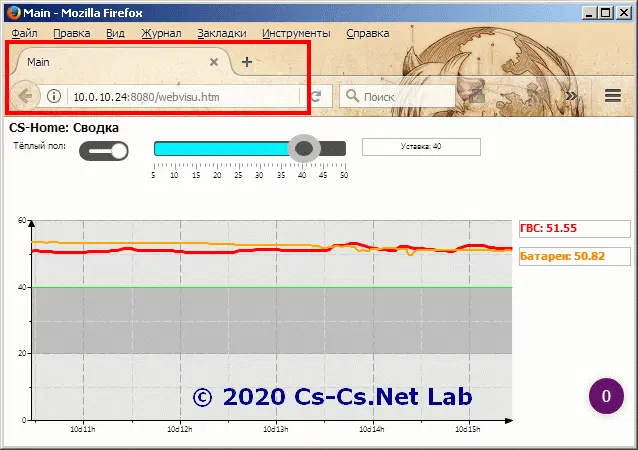 Main - Mozilla Firefox
Файл Правка Вид Журнал Закладки Инструменты Справка
Main
10.0.10.24:8080/webvisu.htm
Поиск
CS-Home: Сводка
Тёплый пол:
Уставка: 40
5 10 15 20 25 30 35 40 45 50
60
ГВС: 51.55
Батареи: 50.82
40
20
© 2020 Cs-Cs.Net Lab
0
0
10d11h 10d12h 10d13h 10d14h 10d15h